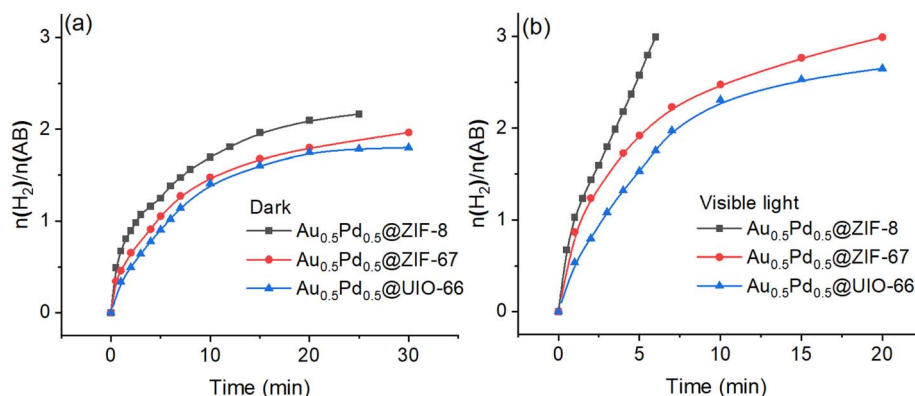 (a)
3
2
1
0
n(H₂)/n(AB)
Dark
Au₀.₅Pd₀.₅@ZIF-8
Au₀.₅Pd₀.₅@ZIF-67
Au₀.₅Pd₀.₅@UIO-66
0 10 20 30
Time (min)
(b)
3
2
1
0
n(H₂)/n(AB)
Visible light
Au₀.₅Pd₀.₅@ZIF-8
Au₀.₅Pd₀.₅@ZIF-67
Au₀.₅Pd₀.₅@UIO-66
0 5 10 15 20
Time (min)